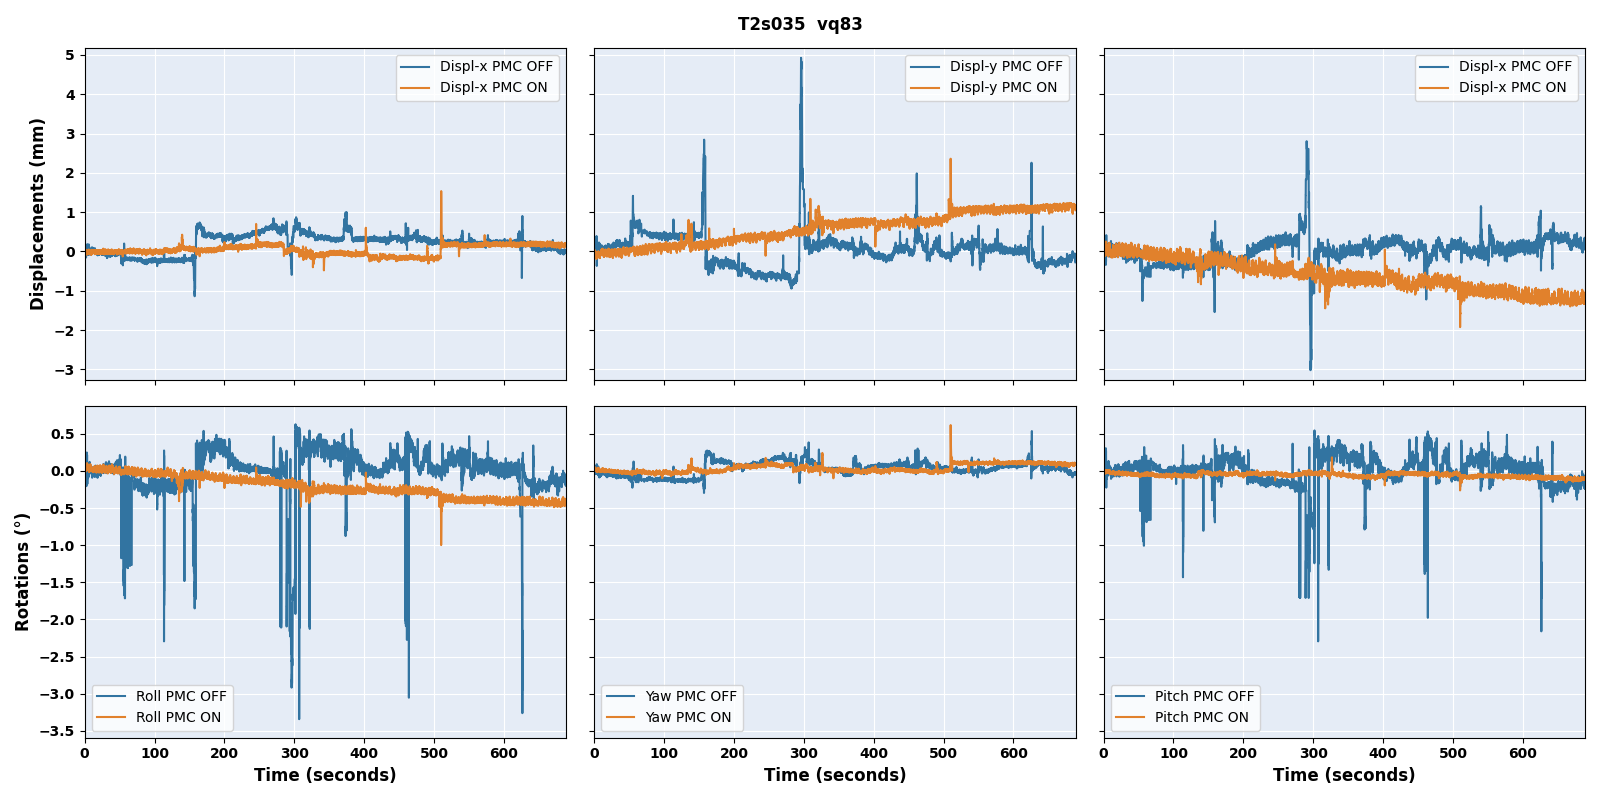 T2s035  vq83
Displacements (mm)
5
4
3
2
1
0
−1
−2
−3
Displ-x PMC OFF
Displ-x PMC ON
Displ-y PMC OFF
Displ-y PMC ON
Displ-x PMC OFF
Displ-x PMC ON
Rotations (°)
0.5
0.0
−0.5
−1.0
−1.5
−2.0
−2.5
−3.0
−3.5
Roll PMC OFF
Roll PMC ON
Yaw PMC OFF
Yaw PMC ON
Pitch PMC OFF
Pitch PMC ON
0 100 200 300 400 500 600
0 100 200 300 400 500 600
0 100 200 300 400 500 600
Time (seconds)
Time (seconds)
Time (seconds)